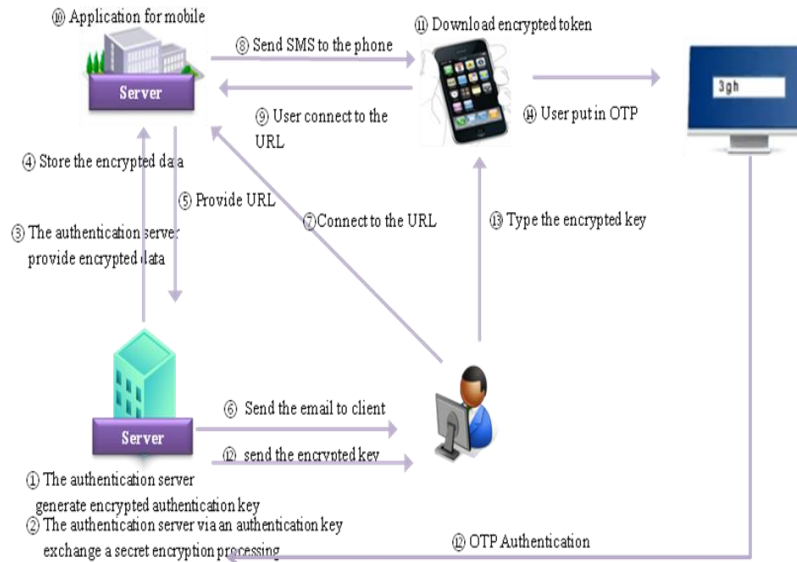 ⑩ Application for mobile
⑪ Download encrypted token
⑧ Send SMS to the phone
Server
3gh
⑨ User connect to the
URL
⑭ User put in OTP
④ Store the encrypted data
⑤ Provide URL
⑦Connect to the URL
⑬ Type the encrypted key
③ The authentication server
provide encrypted data
⑥ Send the email to client
Server
⑫ send the encrypted key
① The authentication server
generate encrypted authentication key
② The authentication server via an authentication key
exchange a secret encryption processing
⑫ OTP Authentication